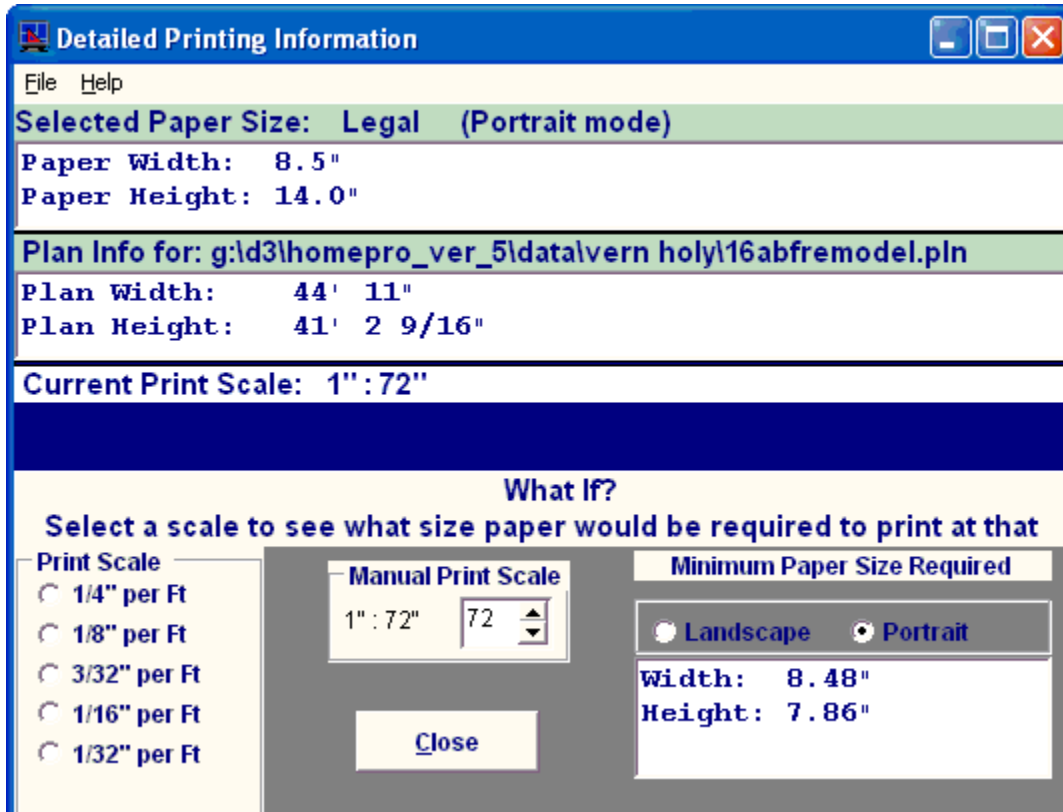 Detailed Printing Information
File Help
Selected Paper Size: Legal (Portrait mode)
Paper Width: 8.5"
Paper Height: 14.0"
Plan Info for: g:\d3\homepro_ver_5\data\vern holy\16abfremodel.pln
Plan Width: 44' 11"
Plan Height: 41' 2 9/16"
Current Print Scale: 1" : 72"
What If?
Select a scale to see what size paper would be required to print at that
Print Scale
1/4" per Ft
1/8" per Ft
3/32" per Ft
1/16" per Ft
1/32" per Ft
Manual Print Scale
1" : 72" 72
Close
Minimum Paper Size Required
Landscape Portrait
Width: 8.48"
Height: 7.86"